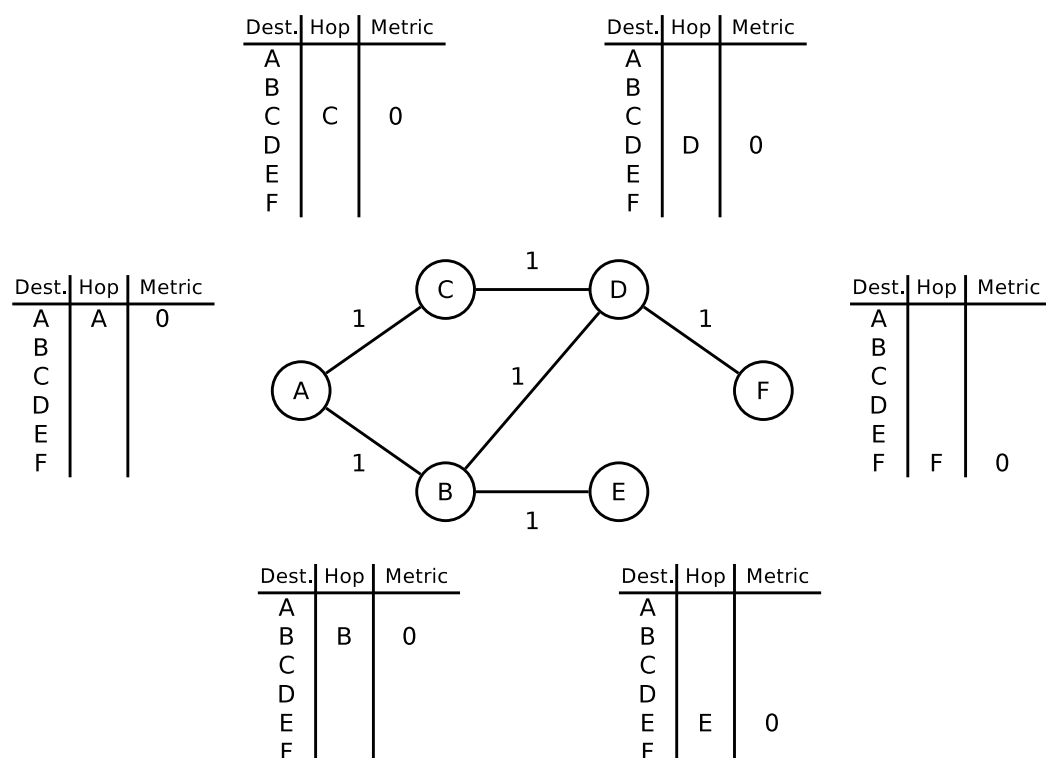 Dest. Hop Metric
A
B
C C 0
D
E
F
Dest. Hop Metric
A
B
C
D D 0
E
F
Dest. Hop Metric
A A 0
B
C
D
E
F
1
C
D
1
1
1
A
F
1
B
E
1
Dest. Hop Metric
A
B
C
D
E
F F 0
Dest. Hop Metric
A
B B 0
C
D
E
F
Dest. Hop Metric
A
B
C
D
E E 0
F